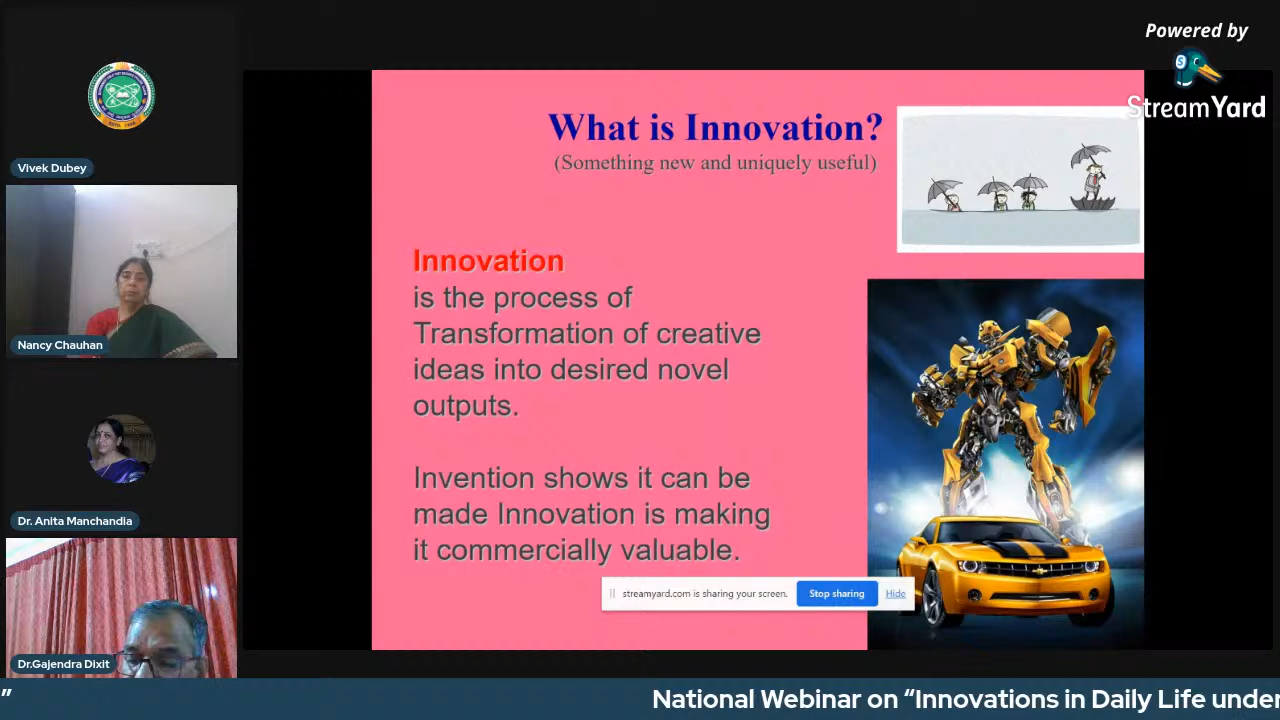 Powered by
StreamYard
Vivek Dubey
Nancy Chauhan
Dr. Anita Manchandia
Dr.Gajendra Dixit
What is Innovation?
(Something new and uniquely useful)
Innovation
is the process of
Transformation of creative
ideas into desired novel
outputs.
Invention shows it can be
made Innovation is making
it commercially valuable.
streamyard.com is sharing your screen.
Stop sharing
Hide
” National Webinar on “Innovations in Daily Life under